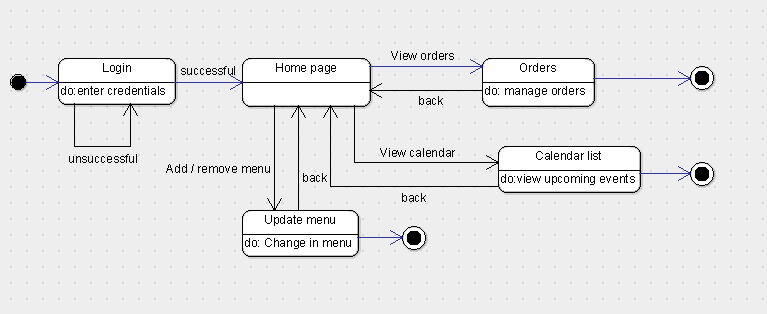 View orders
Login
successful
Home page
Orders
do:enter credentials
do: manage orders
back
unsuccessful
View calendar
Calendar list
Add / remove menu
back
do:view upcoming events
back
Update menu
do: Change in menu